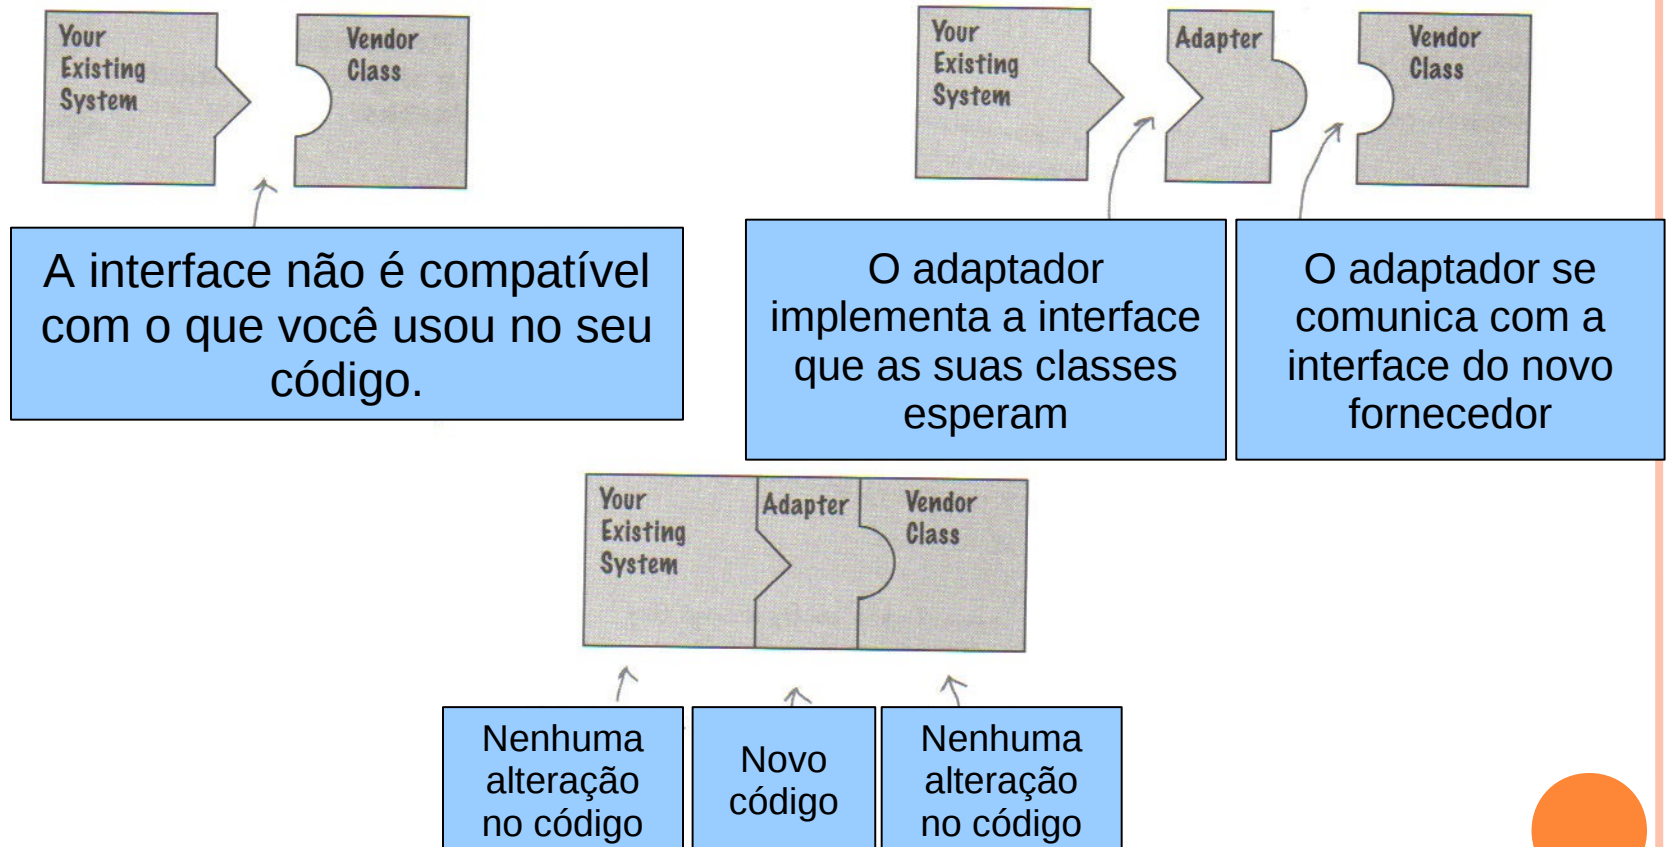 Your
Existing
System
Vendor
Class
Your
Existing
System
Adapter
Vendor
Class
A interface não é compatível
com o que você usou no seu
código.
O adaptador
implementa a interface
que as suas classes
esperam
O adaptador se
comunica com a
interface do novo
fornecedor
Your
Existing
System
Adapter
Vendor
Class
Nenhuma
alteração
no código
Novo
código
Nenhuma
alteração
no código